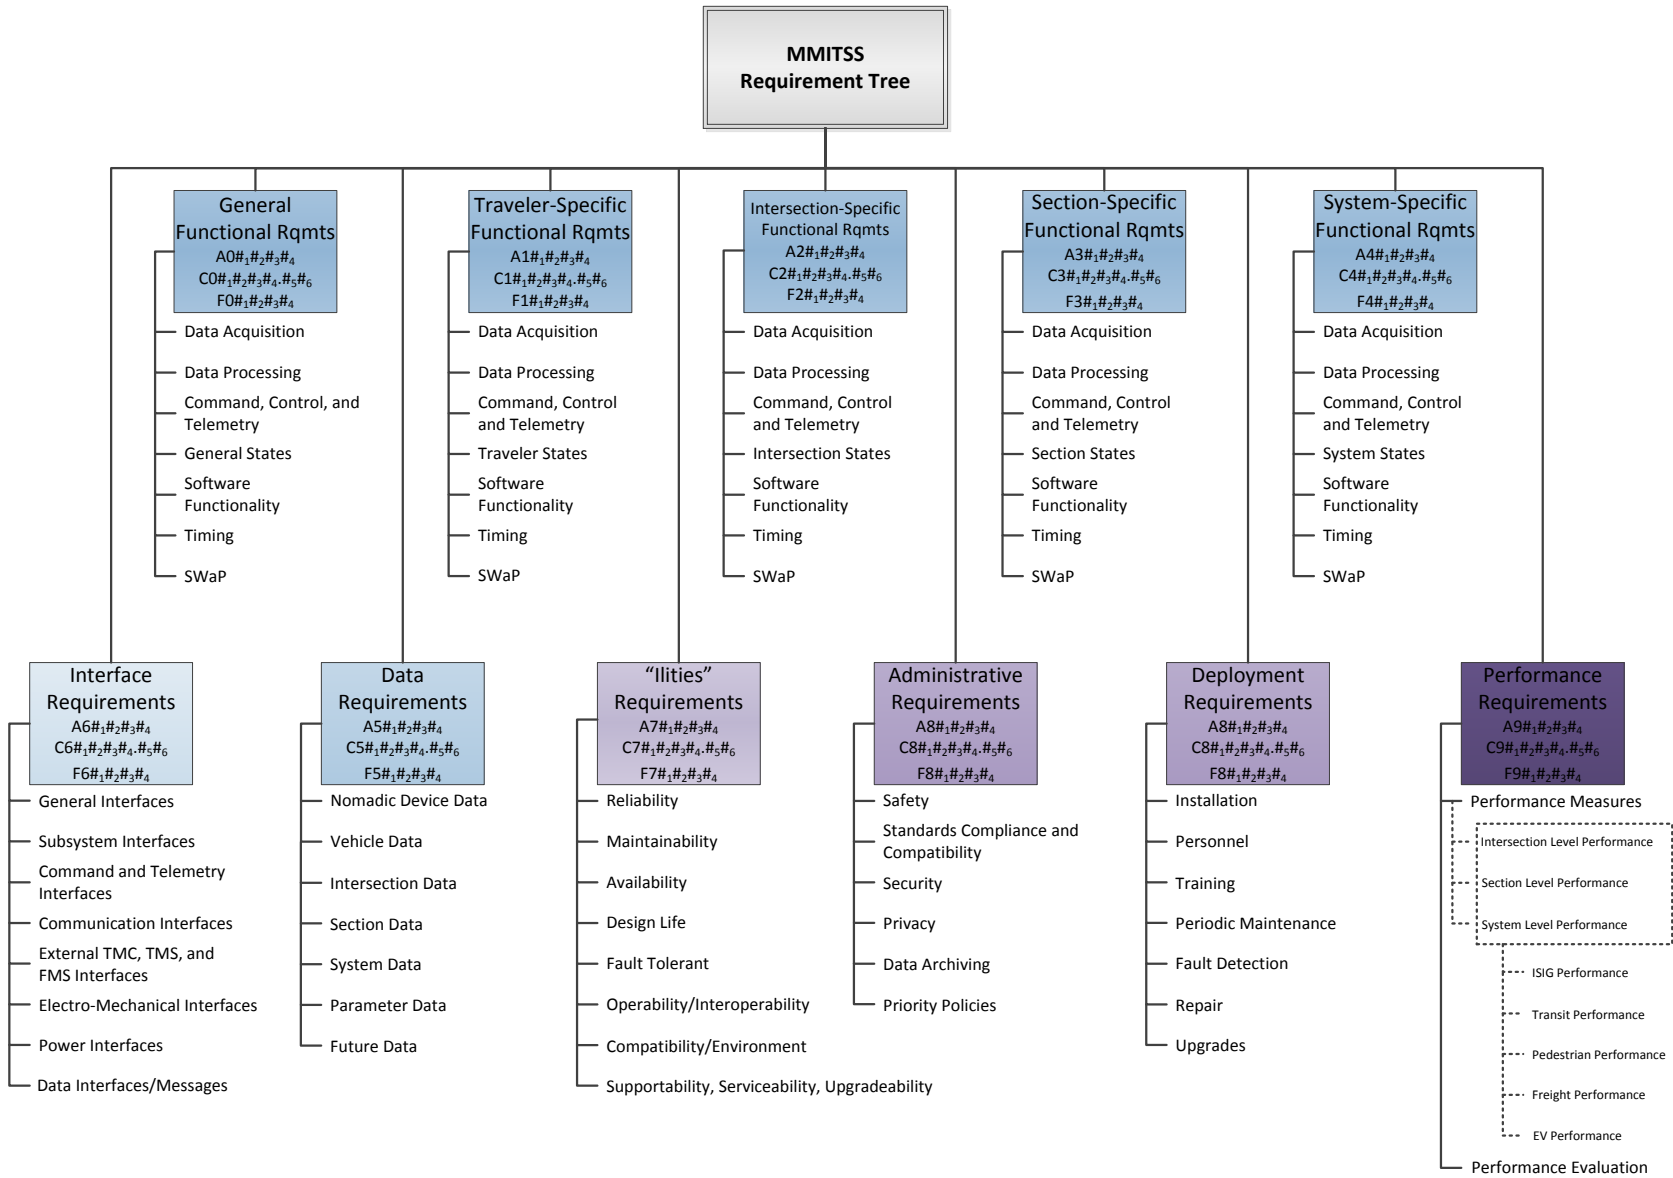 MMITSS
Requirement Tree
General
Functional Rqmts
A0#₁#₂#₃#₄
C0#₁#₂#₃#₄.#₅#₆
F0#₁#₂#₃#₄
Data Acquisition
Data Processing
Command, Control, and
Telemetry
General States
Software
Functionality
Timing
SWaP
Traveler-Specific
Functional Rqmts
A1#₁#₂#₃#₄
C1#₁#₂#₃#₄.#₅#₆
F1#₁#₂#₃#₄
Data Acquisition
Data Processing
Command, Control
and Telemetry
Traveler States
Software
Functionality
Timing
SWaP
Intersection-Specific
Functional Rqmts
A2#₁#₂#₃#₄
C2#₁#₂#₃#₄.#₅#₆
F2#₁#₂#₃#₄
Data Acquisition
Data Processing
Command, Control
and Telemetry
Intersection States
Software
Functionality
Timing
SWaP
Section-Specific
Functional Rqmts
A3#₁#₂#₃#₄
C3#₁#₂#₃#₄.#₅#₆
F3#₁#₂#₃#₄
Data Acquisition
Data Processing
Command, Control
and Telemetry
Section States
Software
Functionality
Timing
SWaP
System-Specific
Functional Rqmts
A4#₁#₂#₃#₄
C4#₁#₂#₃#₄.#₅#₆
F4#₁#₂#₃#₄
Data Acquisition
Data Processing
Command, Control
and Telemetry
System States
Software
Functionality
Timing
SWaP
Interface
Requirements
A6#₁#₂#₃#₄
C6#₁#₂#₃#₄.#₅#₆
F6#₁#₂#₃#₄
General Interfaces
Subsystem Interfaces
Command and Telemetry
Interfaces
Communication Interfaces
External TMC, TMS, and
FMS Interfaces
Electro-Mechanical Interfaces
Power Interfaces
Data Interfaces/Messages
Data
Requirements
A5#₁#₂#₃#₄
C5#₁#₂#₃#₄.#₅#₆
F5#₁#₂#₃#₄
Nomadic Device Data
Vehicle Data
Intersection Data
Section Data
System Data
Parameter Data
Future Data
“Ilities”
Requirements
A7#₁#₂#₃#₄
C7#₁#₂#₃#₄.#₅#₆
F7#₁#₂#₃#₄
Reliability
Maintainability
Availability
Design Life
Fault Tolerant
Operability/Interoperability
Compatibility/Environment
Supportability, Serviceability, Upgradeability
Administrative
Requirements
A8#₁#₂#₃#₄
C8#₁#₂#₃#₄.#₅#₆
F8#₁#₂#₃#₄
Safety
Standards Compliance and
Compatibility
Security
Privacy
Data Archiving
Priority Policies
Deployment
Requirements
A8#₁#₂#₃#₄
C8#₁#₂#₃#₄.#₅#₆
F8#₁#₂#₃#₄
Installation
Personnel
Training
Periodic Maintenance
Fault Detection
Repair
Upgrades
Performance
Requirements
A9#₁#₂#₃#₄
C9#₁#₂#₃#₄.#₅#₆
F9#₁#₂#₃#₄
Performance Measures
Intersection Level Performance
Section Level Performance
System Level Performance
ISIG Performance
Transit Performance
Pedestrian Performance
Freight Performance
EV Performance
Performance Evaluation